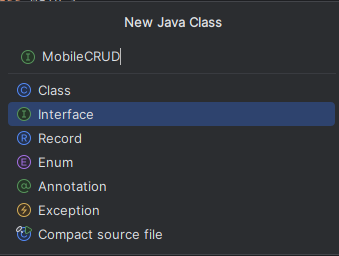 New Java Class
MobileCRUD
Class
Interface
Record
Enum
Annotation
Exception
Compact source file